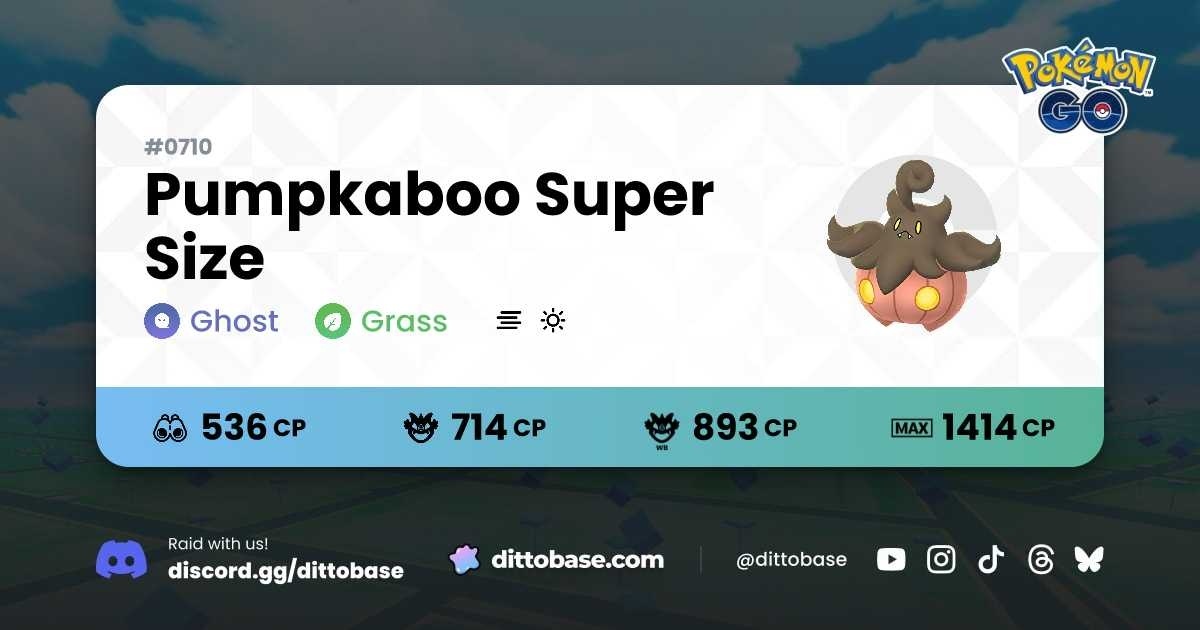 POKÉMON
GO
#0710
Pumpkaboo Super
Size
Ghost
Grass
536 CP
714 CP
WB
893 CP
MAX
1414 CP
Raid with us!
discord.gg/dittobase
dittobase.com
@dittobase